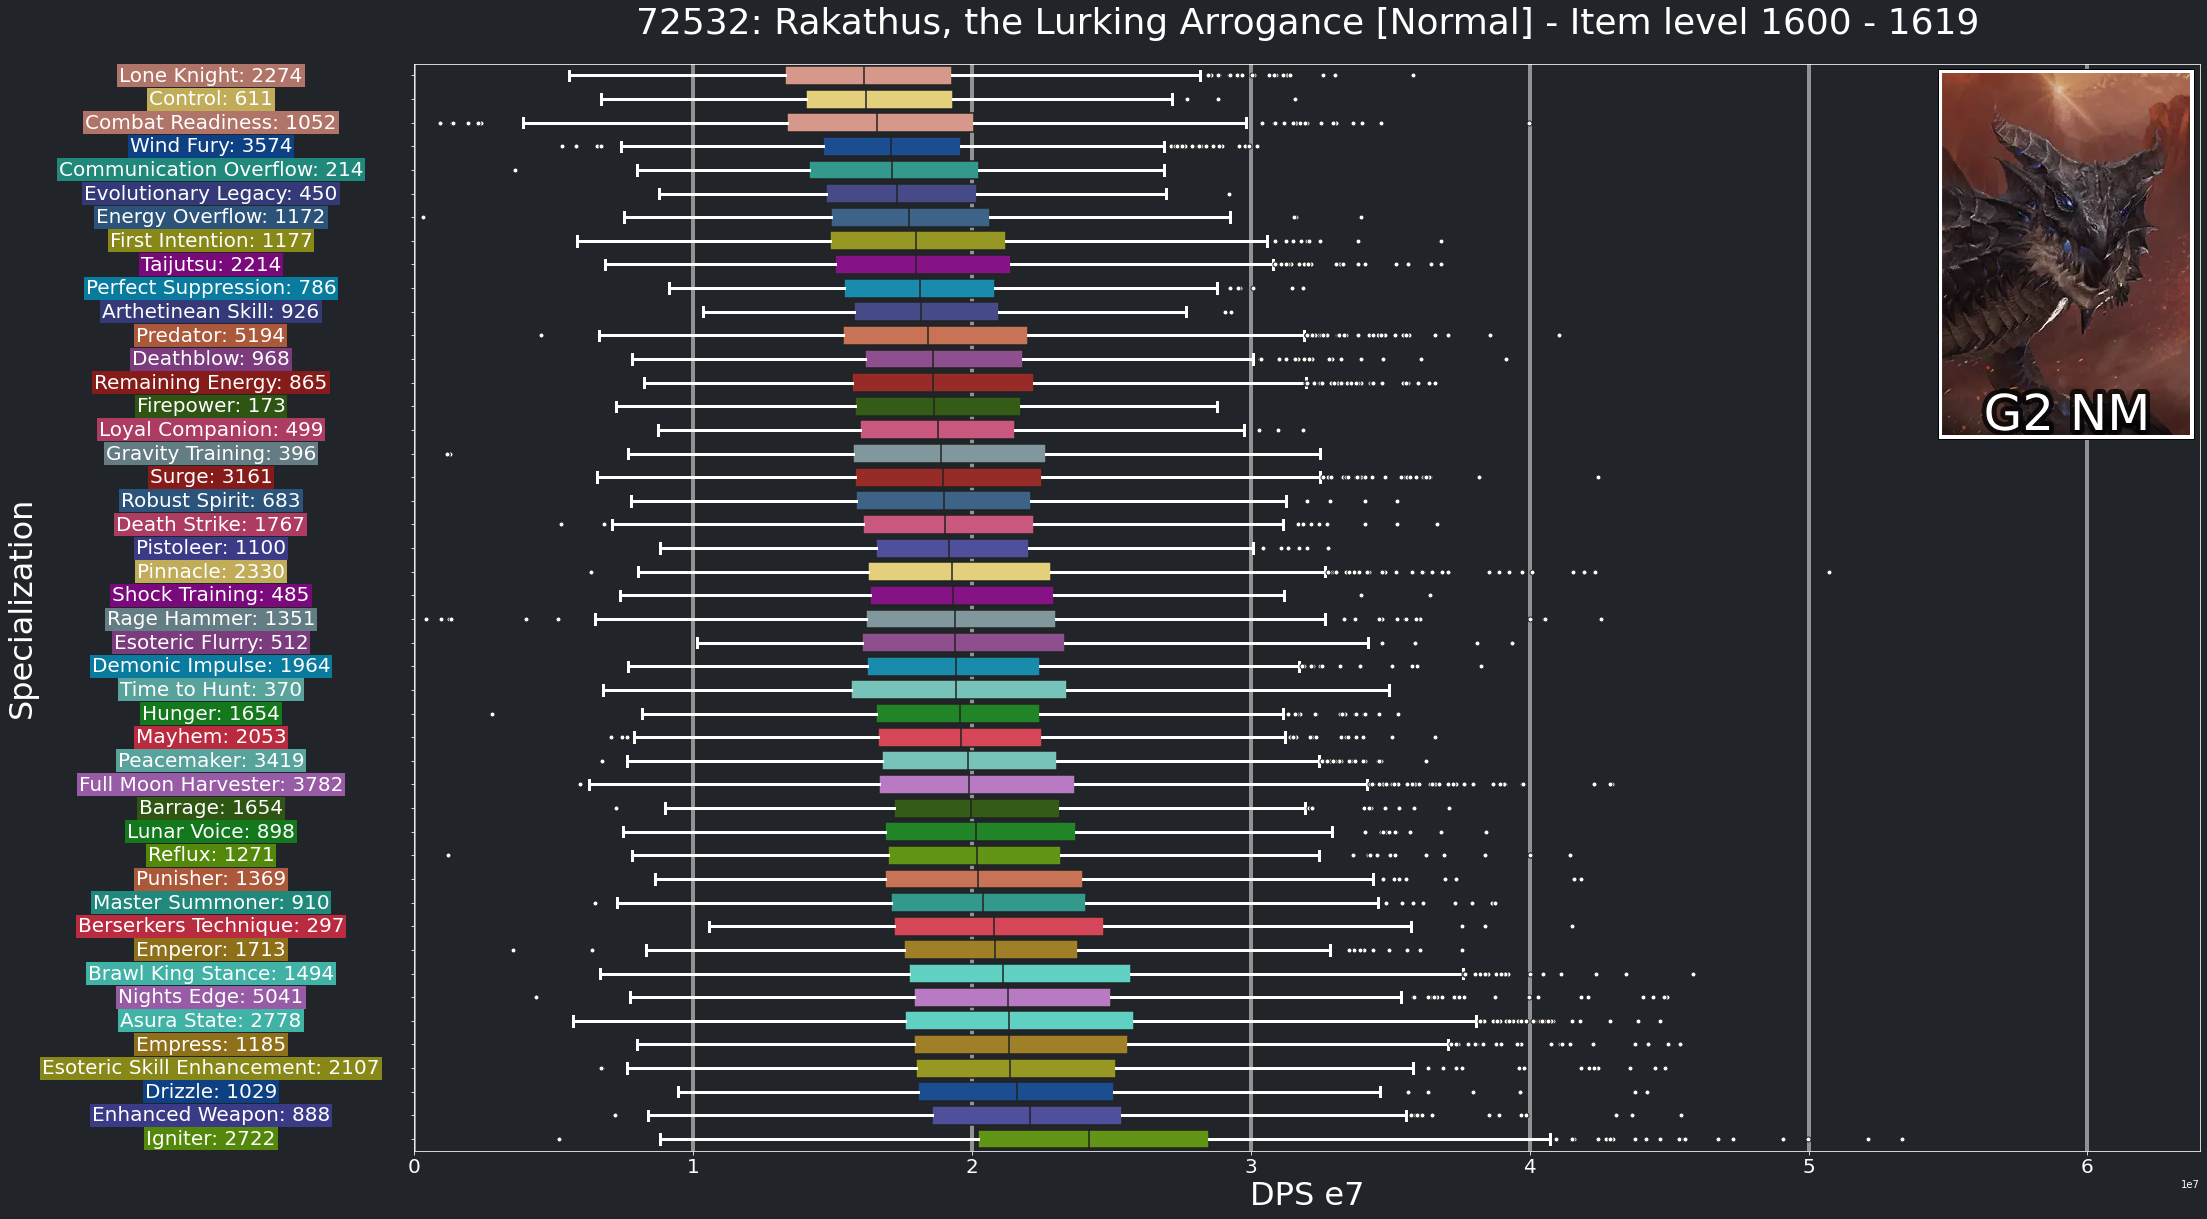 72532: Rakathus, the Lurking Arrogance [Normal] - Item level 1600 - 1619
Lone Knight: 2274
Control: 611
Combat Readiness: 1052
Wind Fury: 3574
Communication Overflow: 214
Evolutionary Legacy: 450
Energy Overflow: 1172
First Intention: 1177
Taijutsu: 2214
Perfect Suppression: 786
Arthetinean Skill: 926
Predator: 5194
Deathblow: 968
Remaining Energy: 865
Firepower: 173
Loyal Companion: 499
Gravity Training: 396
Surge: 3161
Robust Spirit: 683
Death Strike: 1767
Pistoleer: 1100
Pinnacle: 2330
Shock Training: 485
Rage Hammer: 1351
Esoteric Flurry: 512
Demonic Impulse: 1964
Time to Hunt: 370
Hunger: 1654
Mayhem: 2053
Peacemaker: 3419
Full Moon Harvester: 3782
Barrage: 1654
Lunar Voice: 898
Reflux: 1271
Punisher: 1369
Master Summoner: 910
Berserkers Technique: 297
Emperor: 1713
Brawl King Stance: 1494
Nights Edge: 5041
Asura State: 2778
Empress: 1185
Esoteric Skill Enhancement: 2107
Drizzle: 1029
Enhanced Weapon: 888
Igniter: 2722
Specialization
G2 NM
0 1 2 3 4 5 6
DPS e7
1e7